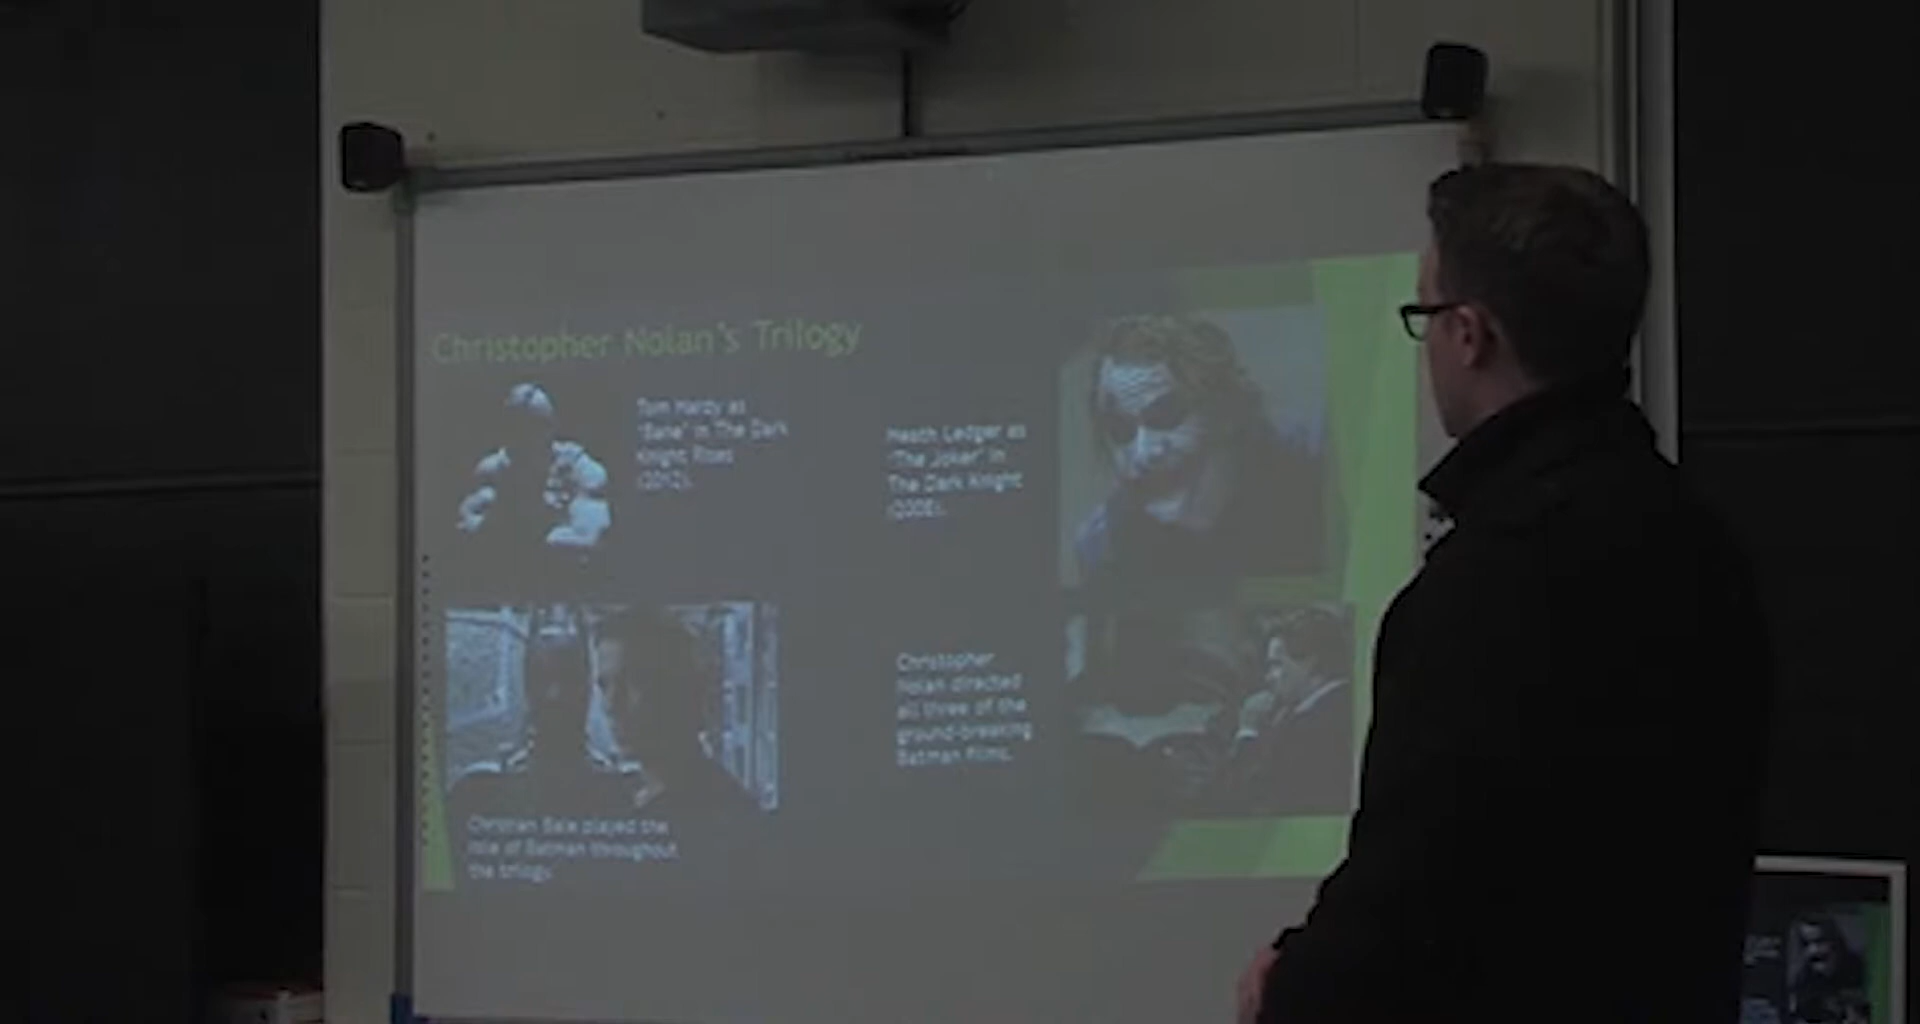 Christopher Nolan's Trilogy
Tom Hardy as
'Bane' in The Dark
Knight Rises
(2012).
Heath Ledger as
'The Joker' in
The Dark Knight
(2008).
Christopher
Nolan directed
all three of the
ground-breaking
Batman films.
Christian Bale played the
role of Batman throughout
the trilogy.